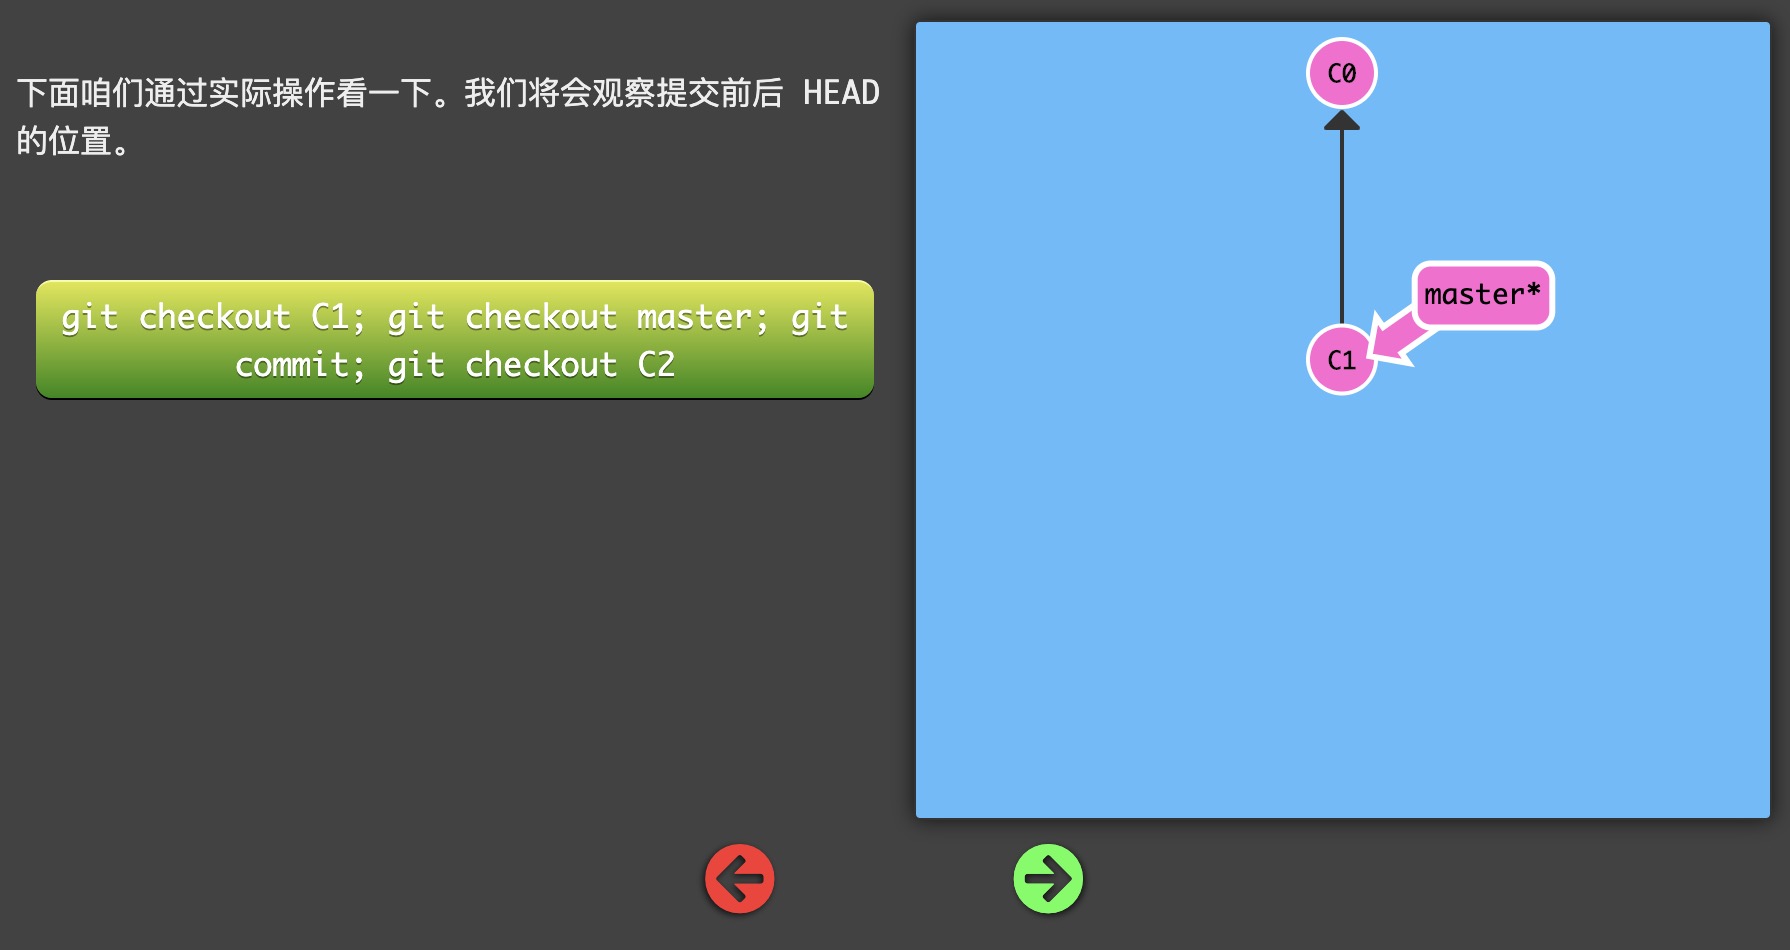 下面咱们通过实际操作看一下。我们将会观察提交前后 HEAD
的位置。
git checkout C1; git checkout master; git
commit; git checkout C2
C0
master*
C1